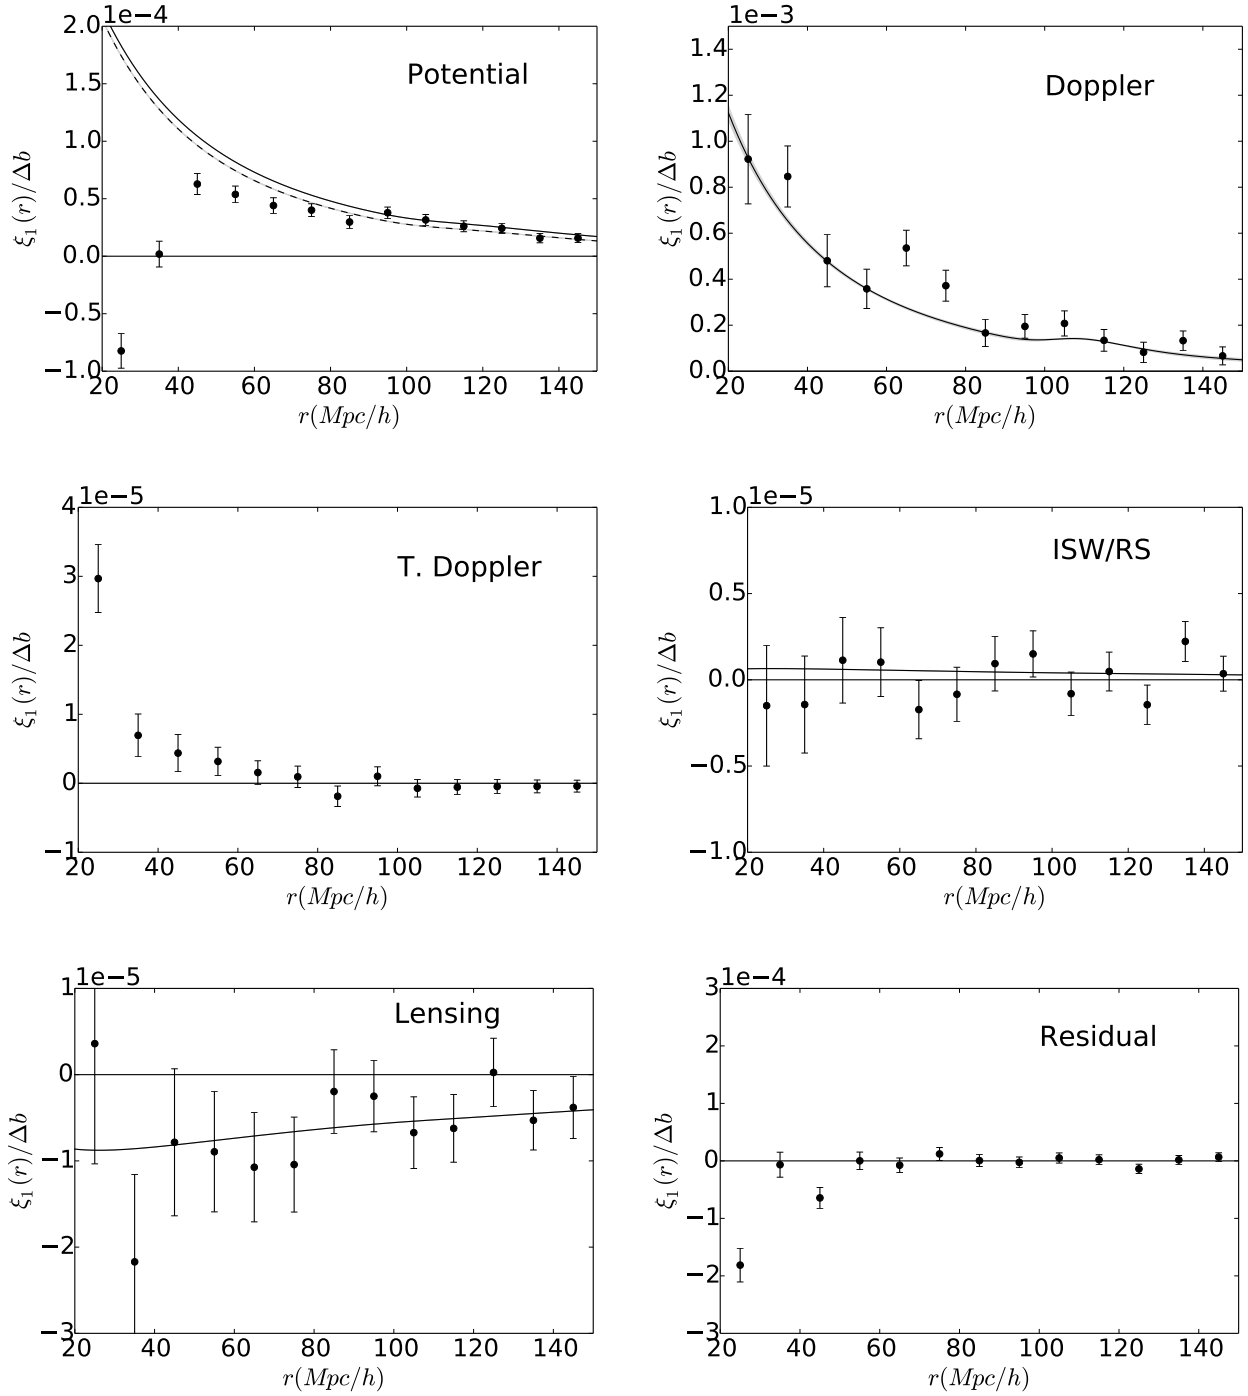 1e−4
Potential
2.0
1.5
1.0
0.5
0.0
−0.5
−1.0
20 40 60 80 100 120 140
r(Mpc/h)
ξ₁(r)/Δb
1e−3
Doppler
1.4
1.2
1.0
0.8
0.6
0.4
0.2
0.0
20 40 60 80 100 120 140
r(Mpc/h)
ξ₁(r)/Δb
1e−5
T. Doppler
4
3
2
1
0
−1
20 40 60 80 100 120 140
r(Mpc/h)
ξ₁(r)/Δb
1e−5
ISW/RS
1.0
0.5
0.0
−0.5
−1.0
20 40 60 80 100 120 140
r(Mpc/h)
ξ₁(r)/Δb
1e−5
Lensing
1
0
−1
−2
−3
20 40 60 80 100 120 140
r(Mpc/h)
ξ₁(r)/Δb
1e−4
Residual
3
2
1
0
−1
−2
−3
20 40 60 80 100 120 140
r(Mpc/h)
ξ₁(r)/Δb